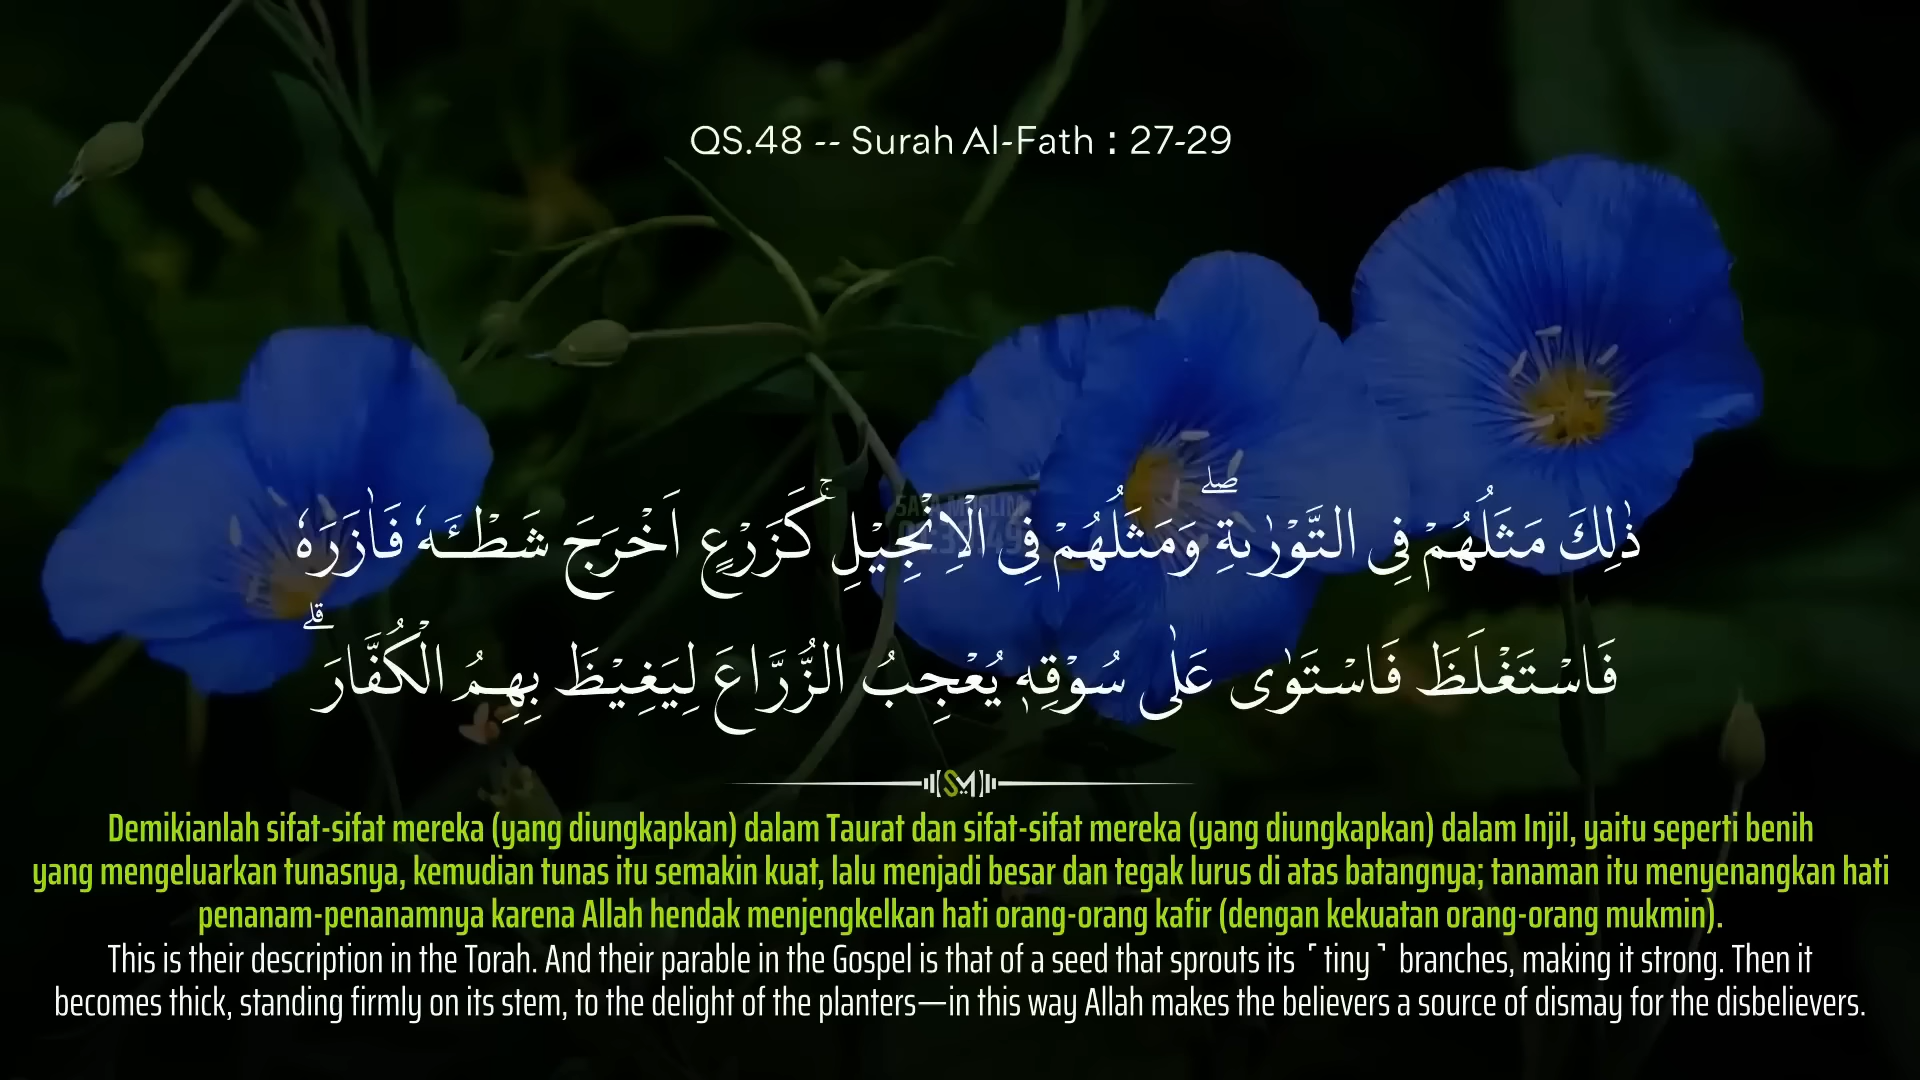 QS.48 -- Surah Al-Fath : 27-29
ذٰلِكَ مَثَلُهُمْ فِى التَّوْرٰىةِ ۖوَمَثَلُهُمْ فِى الْاِنْجِيْلِۚ كَزَرْعٍ اَخْرَجَ شَطْـَٔهٗ فَاٰزَرَهٗ
فَاسْتَغْلَظَ فَاسْتَوٰى عَلٰى سُوْقِهٖ يُعْجِبُ الزُّرَّاعَ لِيَغِيْظَ بِهِمُ الْكُفَّارَ ۗ
SM
Demikianlah sifat-sifat mereka (yang diungkapkan) dalam Taurat dan sifat-sifat mereka (yang diungkapkan) dalam Injil, yaitu seperti benih
yang mengeluarkan tunasnya, kemudian tunas itu semakin kuat, lalu menjadi besar dan tegak lurus di atas batangnya; tanaman itu menyenangkan hati
penanam-penanamnya karena Allah hendak menjengkelkan hati orang-orang kafir (dengan kekuatan orang-orang mukmin).
This is their description in the Torah. And their parable in the Gospel is that of a seed that sprouts its ˹tiny˺ branches, making it strong. Then it
becomes thick, standing firmly on its stem, to the delight of the planters—in this way Allah makes the believers a source of dismay for the disbelievers.